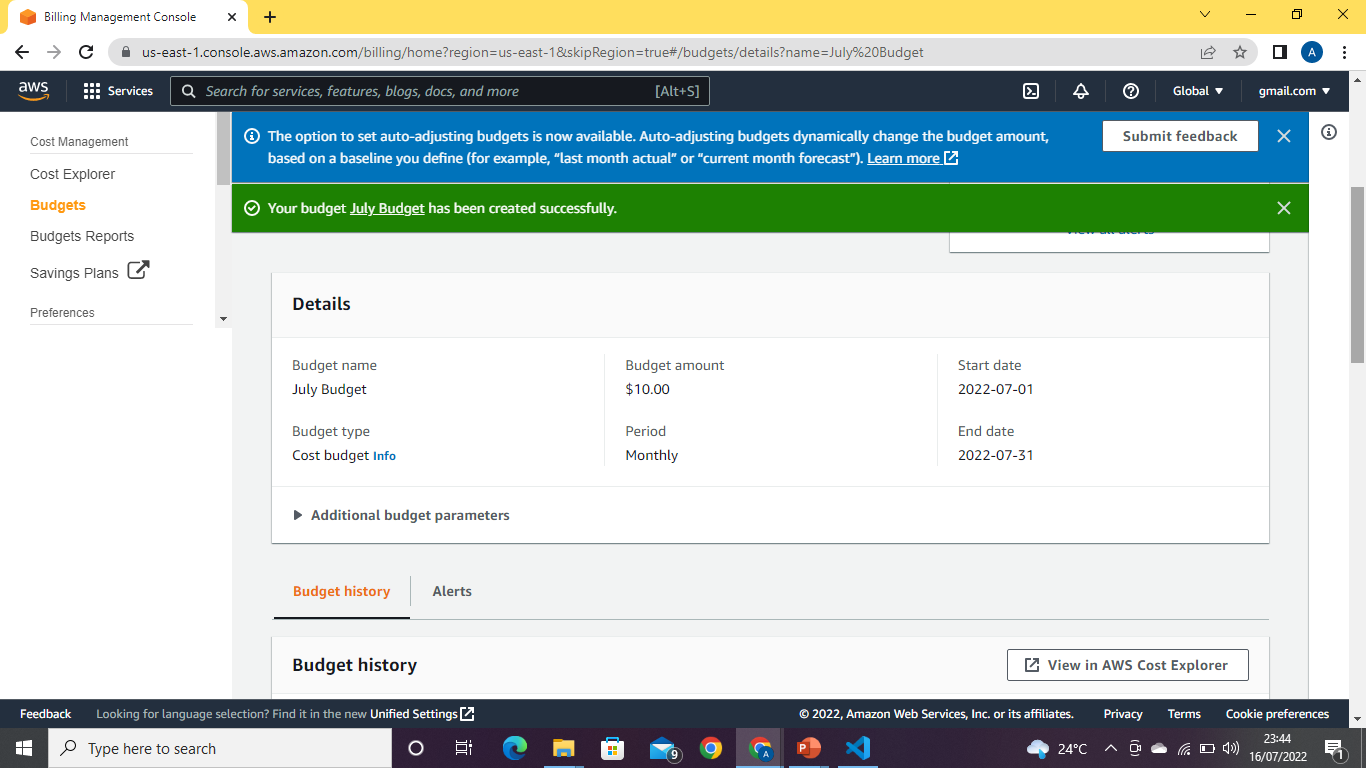 Billing Management Console
us-east-1.console.aws.amazon.com/billing/home?region=us-east-1&skipRegion=true#/budgets/details?name=July%20Budget
A
aws
Services
Search for services, features, blogs, docs, and more
[Alt+S]
Global
gmail.com
Cost Management
Cost Explorer
Budgets
Budgets Reports
Savings Plans
Preferences
The option to set auto-adjusting budgets is now available. Auto-adjusting budgets dynamically change the budget amount,
based on a baseline you define (for example, “last month actual” or “current month forecast”). Learn more
Submit feedback
Your budget July Budget has been created successfully.
View all alerts
Details
Budget name
July Budget
Budget amount
$10.00
Start date
2022-07-01
Budget type
Cost budget Info
Period
Monthly
End date
2022-07-31
Additional budget parameters
Budget history
Alerts
Budget history
View in AWS Cost Explorer
Feedback
Looking for language selection? Find it in the new Unified Settings
© 2022, Amazon Web Services, Inc. or its affiliates.
Privacy
Terms
Cookie preferences
Type here to search
9
A
24°C
23:44
16/07/2022
1